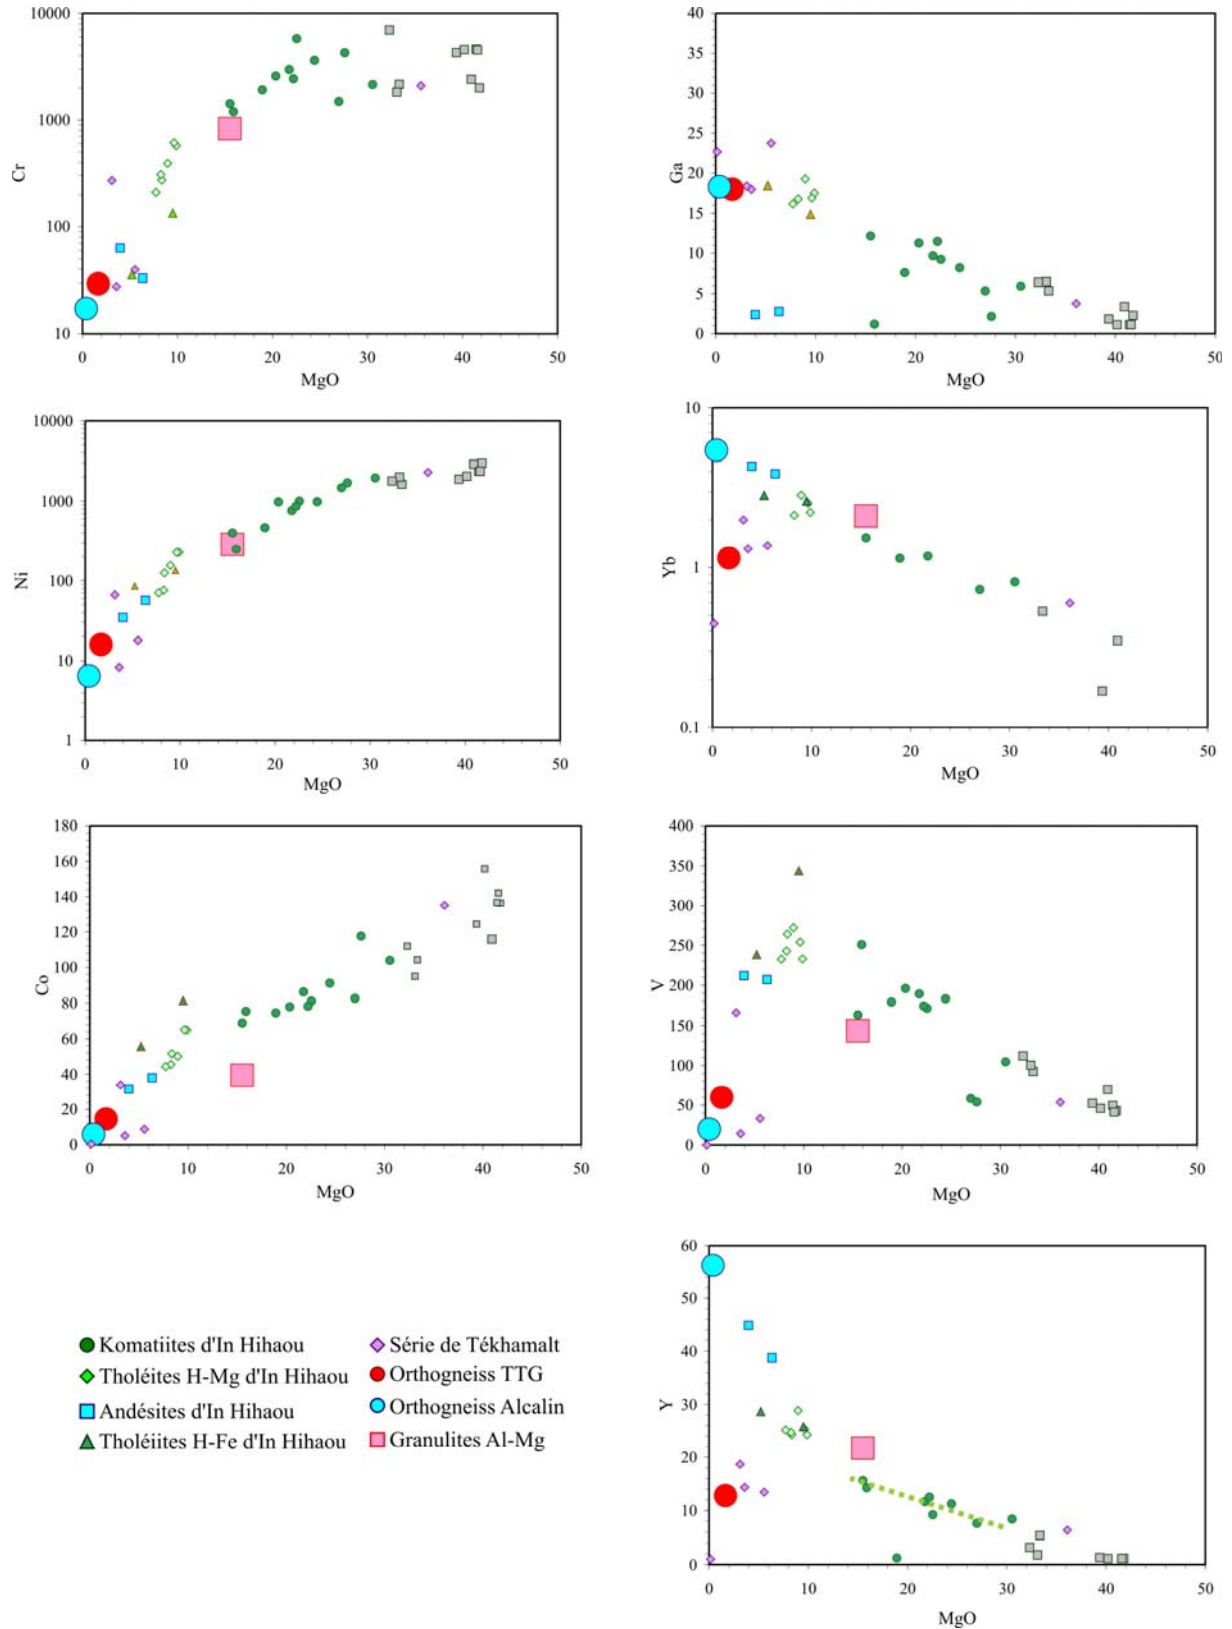 10000
1000
100
10
Cr
0 10 20 30 40 50
MgO
40
35
30
25
20
15
10
5
0
Ga
0 10 20 30 40 50
MgO
10000
1000
100
10
1
Ni
0 10 20 30 40 50
MgO
10
1
0.1
Yb
0 10 20 30 40 50
MgO
180
160
140
120
100
80
60
40
20
0
Co
0 10 20 30 40 50
MgO
400
350
300
250
200
150
100
50
0
V
0 10 20 30 40 50
MgO
60
50
40
30
20
10
0
Y
0 10 20 30 40 50
MgO
Komatiites d'In Hihaou
Tholéites H-Mg d'In Hihaou
Andésites d'In Hihaou
Tholéiites H-Fe d'In Hihaou
Série de Tékhamalt
Orthogneiss TTG
Orthogneiss Alcalin
Granulites Al-Mg